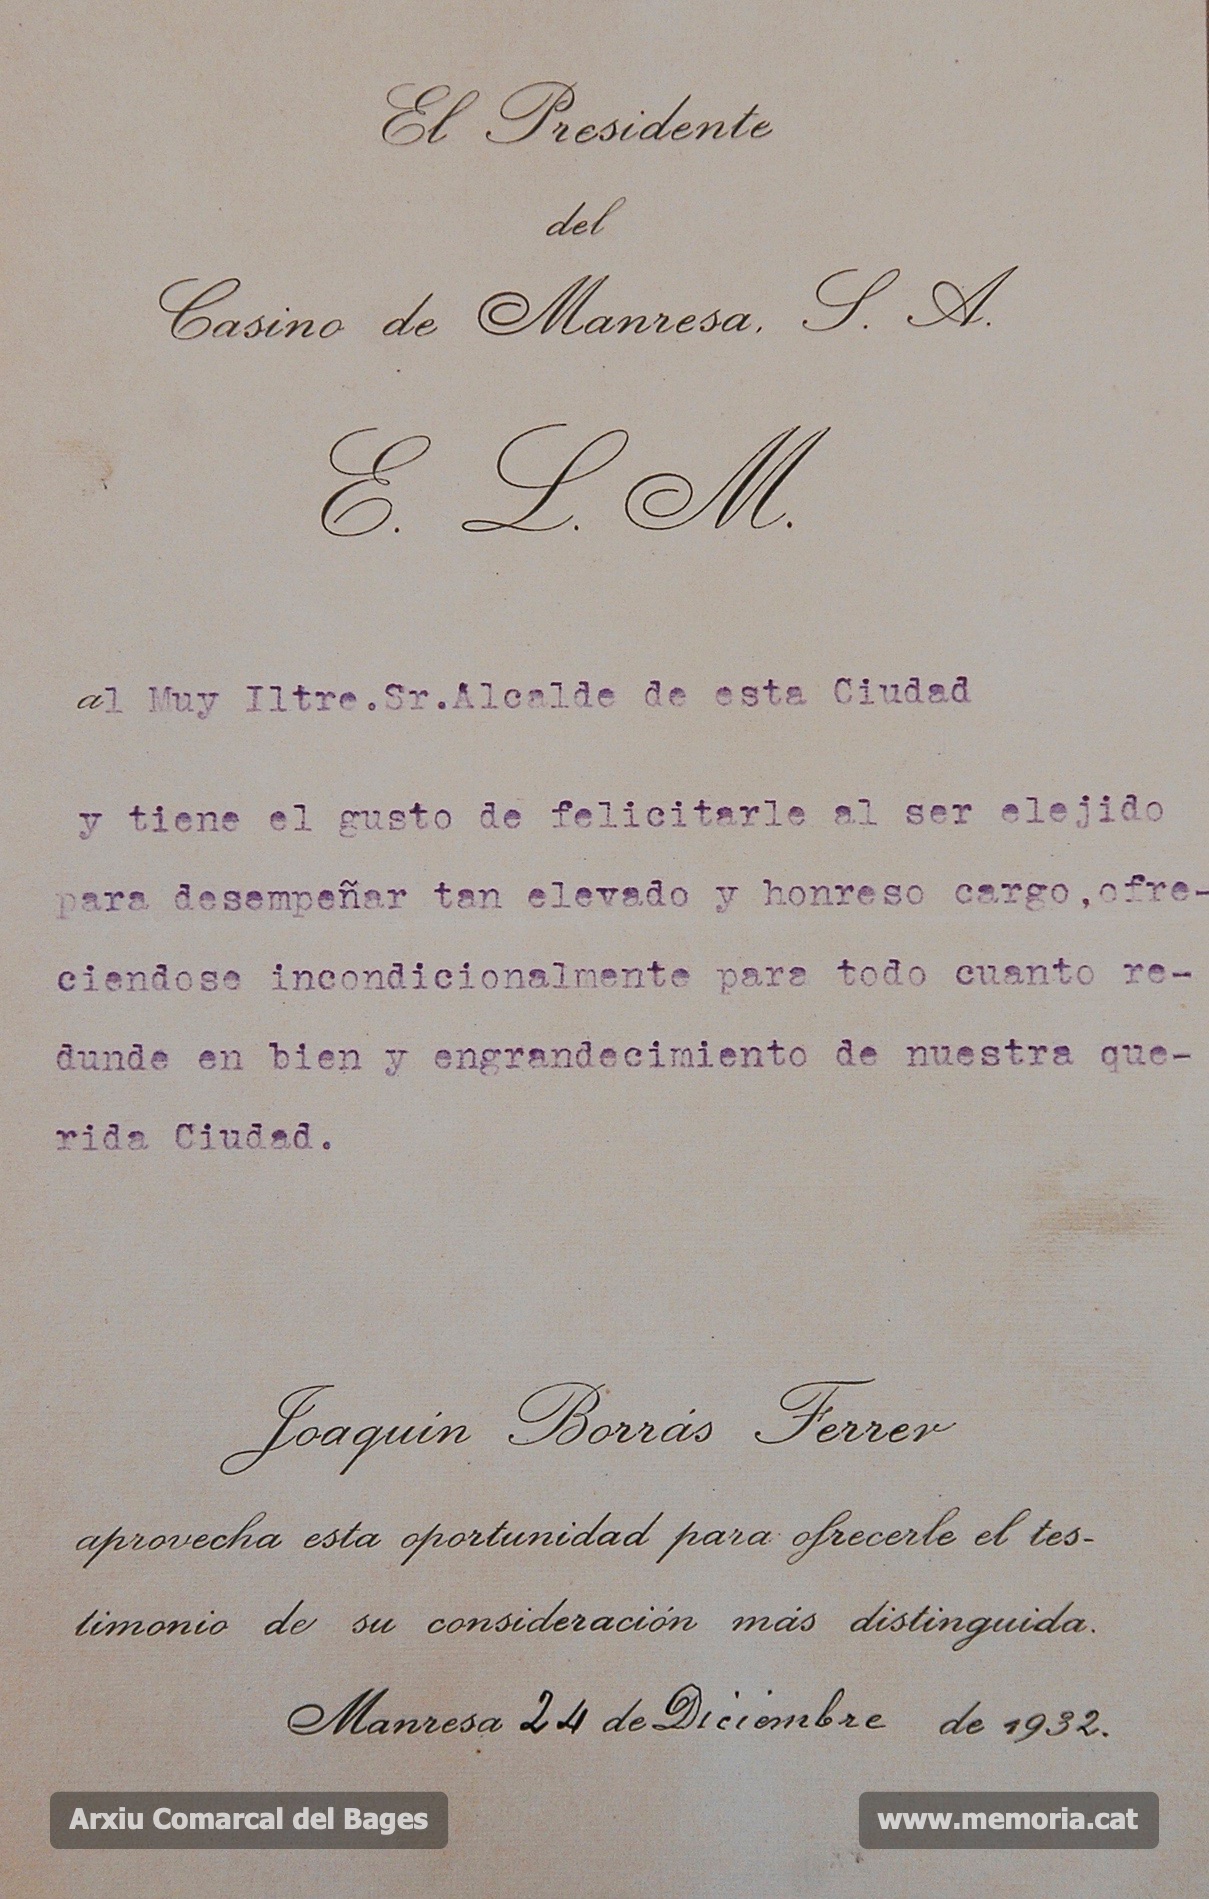 El Presidente
del
Casino de Manresa, S. A.
E. L. M.
al Muy Iltre.Sr.Alcalde de esta Ciudad
y tiene el gusto de felicitarle al ser elejido
para desempeñar tan elevado y honreso cargo,ofre-
ciendose incondicionalmente para todo cuanto re-
dunde en bien y engrandecimiento de nuestra que-
rida Ciudad.
Joaquin Borrás Ferrer
aprovecha esta oportunidad para ofrecerle el tes-
timonio de su consideración más distinguida.
Manresa 24 de Diciembre de 1932.
Arxiu Comarcal del Bages
www.memoria.cat